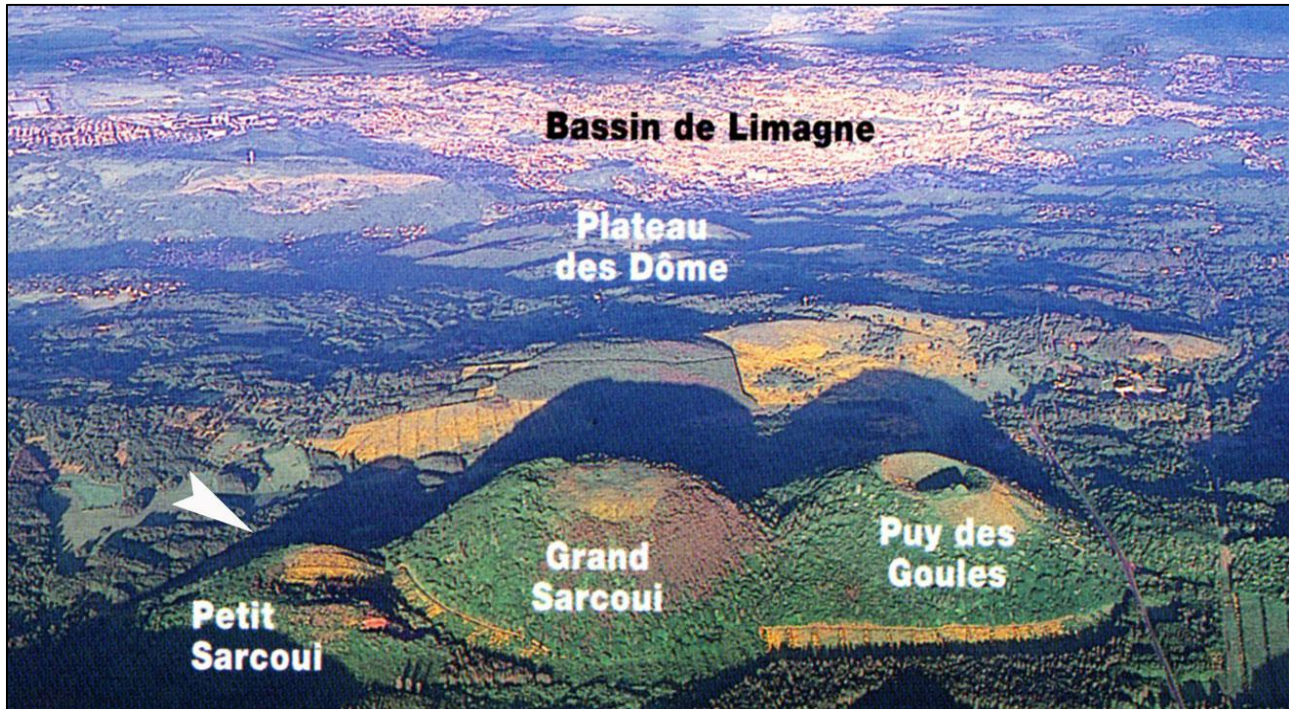 Bassin de Limagne
Plateau
des Dôme
Grand
Sarcoui
Puy des
Goules
Petit
Sarcoui